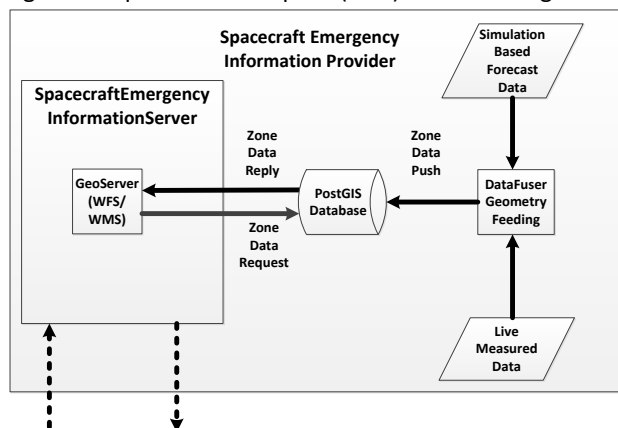 Spacecraft Emergency
Information Provider
Simulation
Based
Forecast
Data
SpacecraftEmergency
InformationServer
Zone
Data
Reply
Zone
Data
Push
GeoServer
(WFS/
WMS)
PostGIS
Database
DataFuser
Geometry
Feeding
Zone
Data
Request
Live
Measured
Data